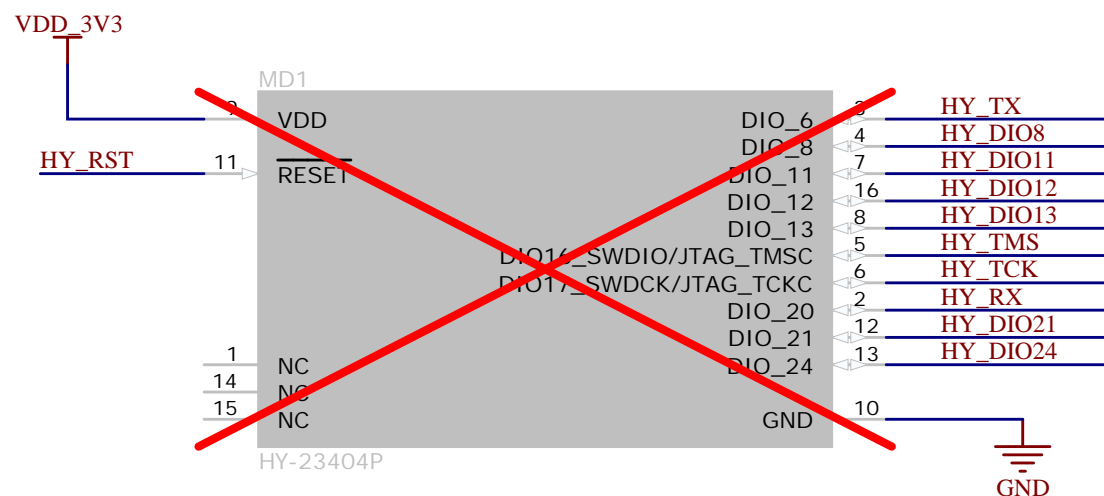 VDD_3V3
MD1
9 VDD DIO_6 3 HY_TX
DIO_8 4 HY_DIO8
HY_RST 11 RESET DIO_11 7 HY_DIO11
DIO_12 16 HY_DIO12
DIO_13 8 HY_DIO13
DIO16_SWDIO/JTAG_TMSC 5 HY_TMS
DIO17_SWDCK/JTAG_TCKC 6 HY_TCK
DIO_20 2 HY_RX
DIO_21 12 HY_DIO21
1 NC DIO_24 13 HY_DIO24
14 NC
15 NC GND 10
HY-23404P
GND